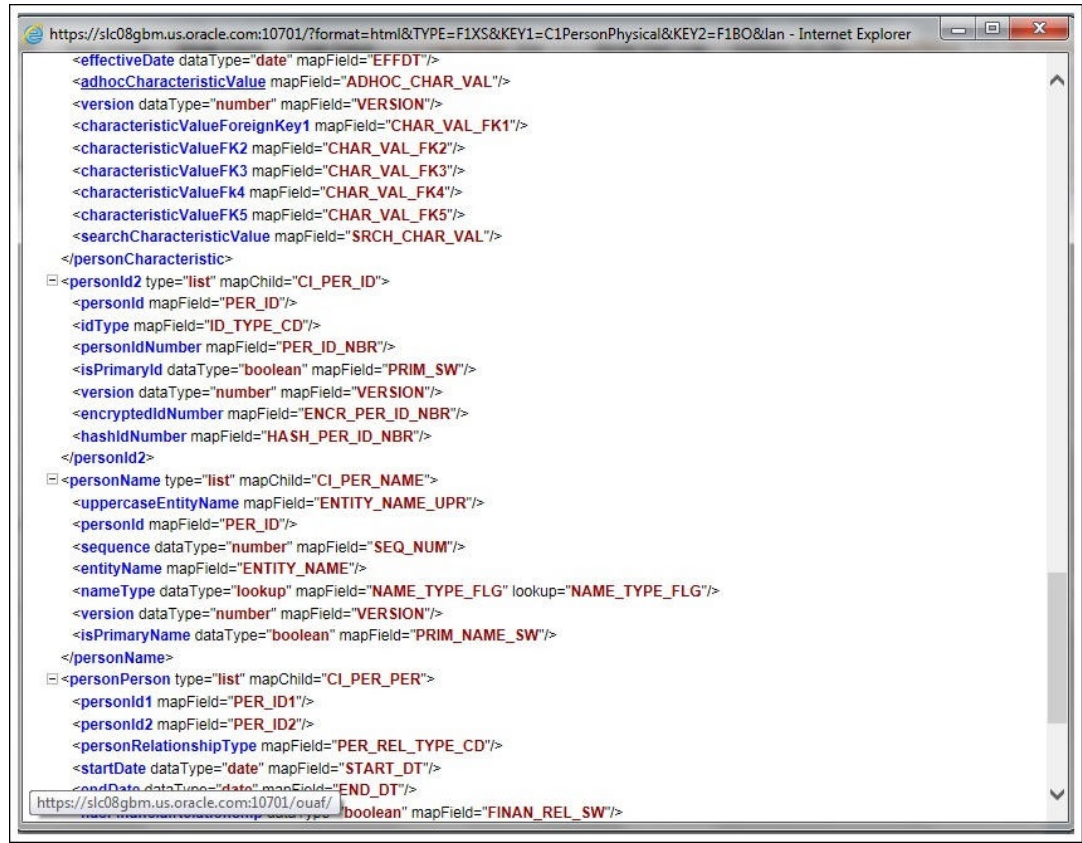 https://slc08gbm.us.oracle.com:10701/?format=html&TYPE=F1XS&KEY1=C1PersonPhysical&KEY2=F1BO&lan - Internet Explorer
<effectiveDate dataType="date" mapField="EFFDT"/>
<adhocCharacteristicValue mapField="ADHOC_CHAR_VAL"/>
<version dataType="number" mapField="VERSION"/>
<characteristicValueForeignKey1 mapField="CHAR_VAL_FK1"/>
<characteristicValueFK2 mapField="CHAR_VAL_FK2"/>
<characteristicValueFK3 mapField="CHAR_VAL_FK3"/>
<characteristicValueFk4 mapField="CHAR_VAL_FK4"/>
<characteristicValueFK5 mapField="CHAR_VAL_FK5"/>
<searchCharacteristicValue mapField="SRCH_CHAR_VAL"/>
</personCharacteristic>
<personId2 type="list" mapChild="CI_PER_ID">
<personId mapField="PER_ID"/>
<idType mapField="ID_TYPE_CD"/>
<personIdNumber mapField="PER_ID_NBR"/>
<isPrimaryId dataType="boolean" mapField="PRIM_SW"/>
<version dataType="number" mapField="VERSION"/>
<encryptedIdNumber mapField="ENCR_PER_ID_NBR"/>
<hashIdNumber mapField="HASH_PER_ID_NBR"/>
</personId2>
<personName type="list" mapChild="CI_PER_NAME">
<uppercaseEntityName mapField="ENTITY_NAME_UPR"/>
<personId mapField="PER_ID"/>
<sequence dataType="number" mapField="SEQ_NUM"/>
<entityName mapField="ENTITY_NAME"/>
<nameType dataType="lookup" mapField="NAME_TYPE_FLG" lookup="NAME_TYPE_FLG"/>
<version dataType="number" mapField="VERSION"/>
<isPrimaryName dataType="boolean" mapField="PRIM_NAME_SW"/>
</personName>
<personPerson type="list" mapChild="CI_PER_PER">
<personId1 mapField="PER_ID1"/>
<personId2 mapField="PER_ID2"/>
<personRelationshipType mapField="PER_REL_TYPE_CD"/>
<startDate dataType="date" mapField="START_DT"/>
<endDate dataType="date" mapField="END_DT"/>
https://slc08gbm.us.oracle.com:10701/ouaf/
"boolean" mapField="FINAN_REL_SW"/>